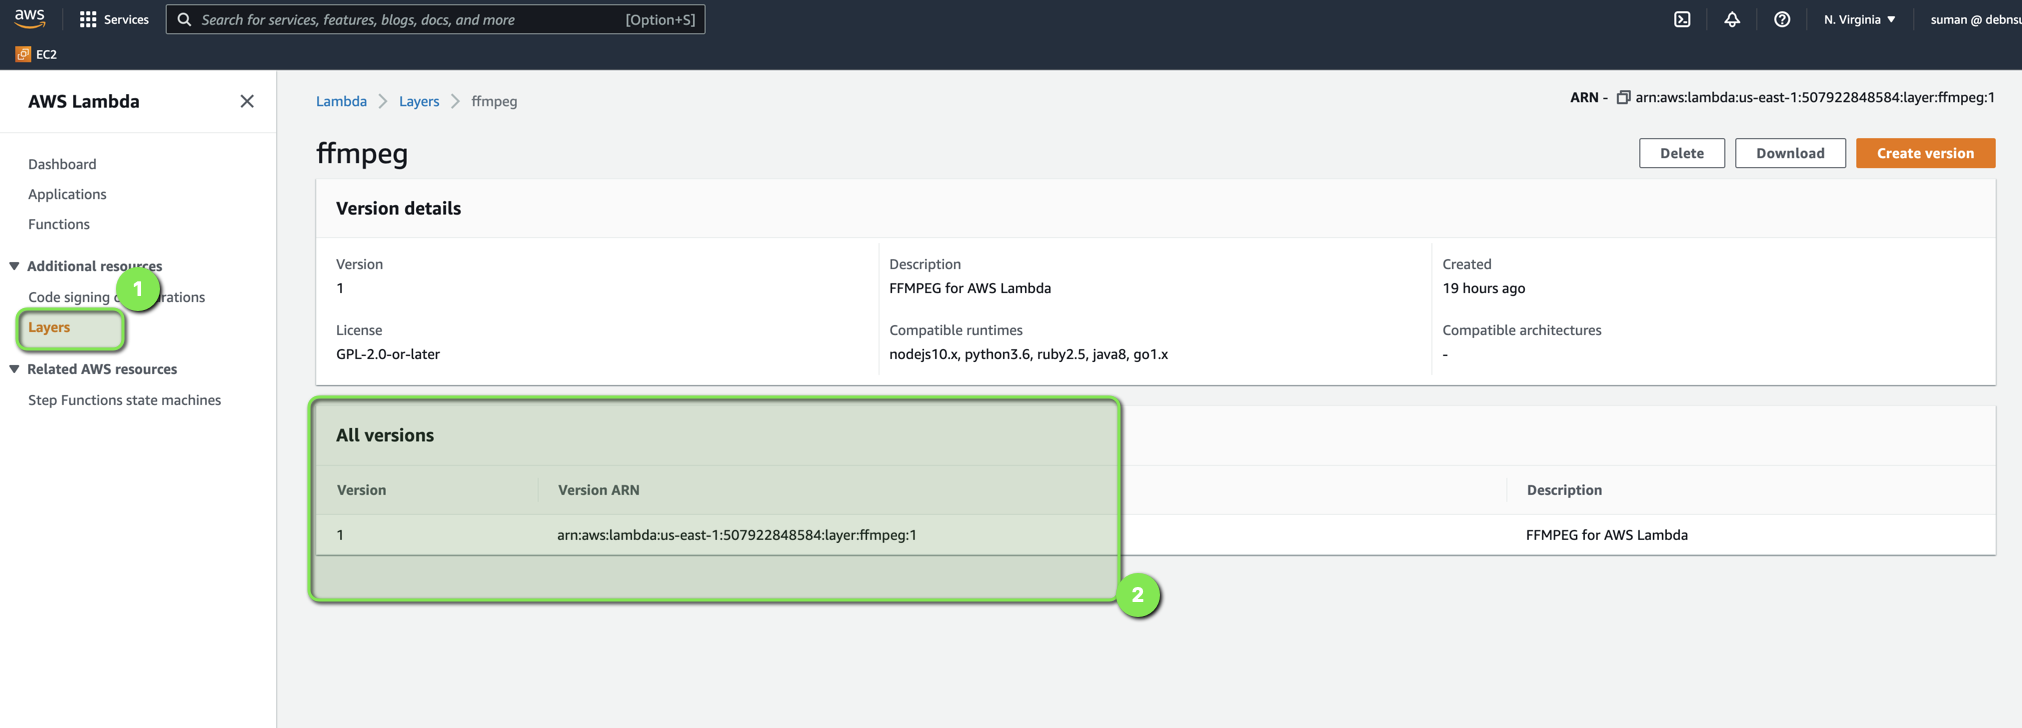 aws
Services
Search for services, features, blogs, docs, and more
[Option+S]
N. Virginia ▼
suman @ debnsu
EC2
AWS Lambda
Dashboard
Applications
Functions
Additional resources
Code signing c rations
1
Layers
Related AWS resources
Step Functions state machines
Lambda > Layers > ffmpeg
ARN - arn:aws:lambda:us-east-1:507922848584:layer:ffmpeg:1
ffmpeg
Delete
Download
Create version
Version details
Version
1
Description
FFMPEG for AWS Lambda
Created
19 hours ago
License
GPL-2.0-or-later
Compatible runtimes
nodejs10.x, python3.6, ruby2.5, java8, go1.x
Compatible architectures
-
All versions
Version Version ARN Description
1 arn:aws:lambda:us-east-1:507922848584:layer:ffmpeg:1 FFMPEG for AWS Lambda
2